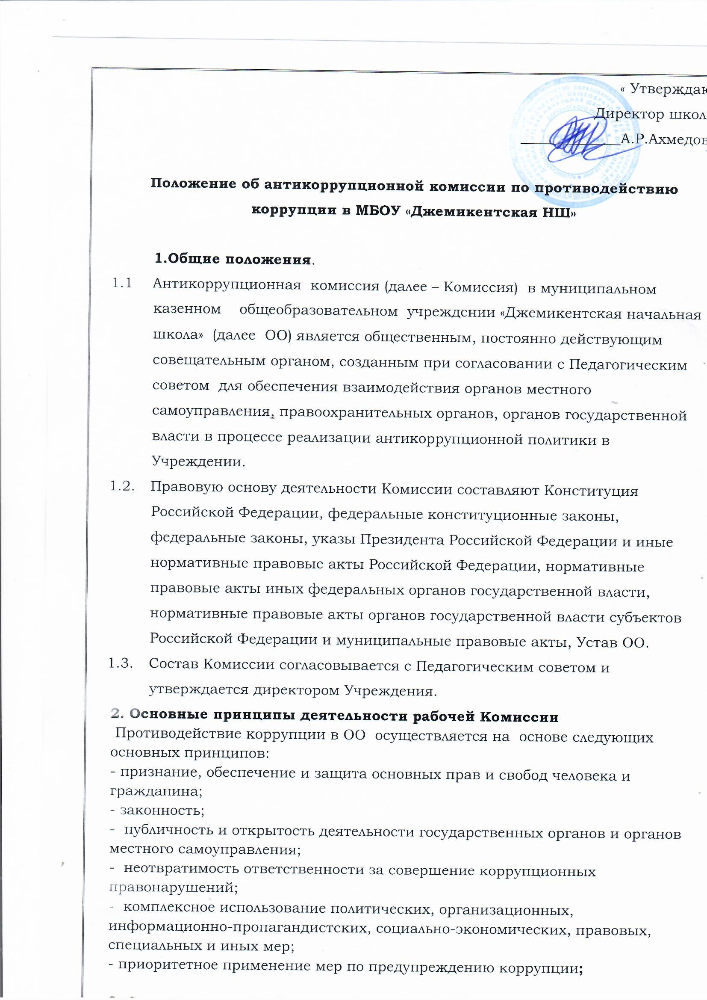 « Утверждаю
Директор школ
А.Р.Ахмедов
Положение об антикоррупционной комиссии по противодействию
коррупции в МБОУ «Джемикентская НШ»
1.Общие положения.
1.1 Антикоррупционная комиссия (далее – Комиссия) в муниципальном
казенном общеобразовательном учреждении «Джемикентская начальная
школа» (далее ОО) является общественным, постоянно действующим
совещательным органом, созданным при согласовании с Педагогическим
советом для обеспечения взаимодействия органов местного
самоуправления, правоохранительных органов, органов государственной
власти в процессе реализации антикоррупционной политики в
Учреждении.
1.2. Правовую основу деятельности Комиссии составляют Конституция
Российской Федерации, федеральные конституционные законы,
федеральные законы, указы Президента Российской Федерации и иные
нормативные правовые акты Российской Федерации, нормативные
правовые акты иных федеральных органов государственной власти,
нормативные правовые акты органов государственной власти субъектов
Российской Федерации и муниципальные правовые акты, Устав ОО.
1.3. Состав Комиссии согласовывается с Педагогическим советом и
утверждается директором Учреждения.
2. Основные принципы деятельности рабочей Комиссии
Противодействие коррупции в ОО осуществляется на основе следующих
основных принципов:
- признание, обеспечение и защита основных прав и свобод человека и
гражданина;
- законность;
- публичность и открытость деятельности государственных органов и органов
местного самоуправления;
- неотвратимость ответственности за совершение коррупционных
правонарушений;
- комплексное использование политических, организационных,
информационно-пропагандистских, социально-экономических, правовых,
специальных и иных мер;
- приоритетное применение мер по предупреждению коррупции;